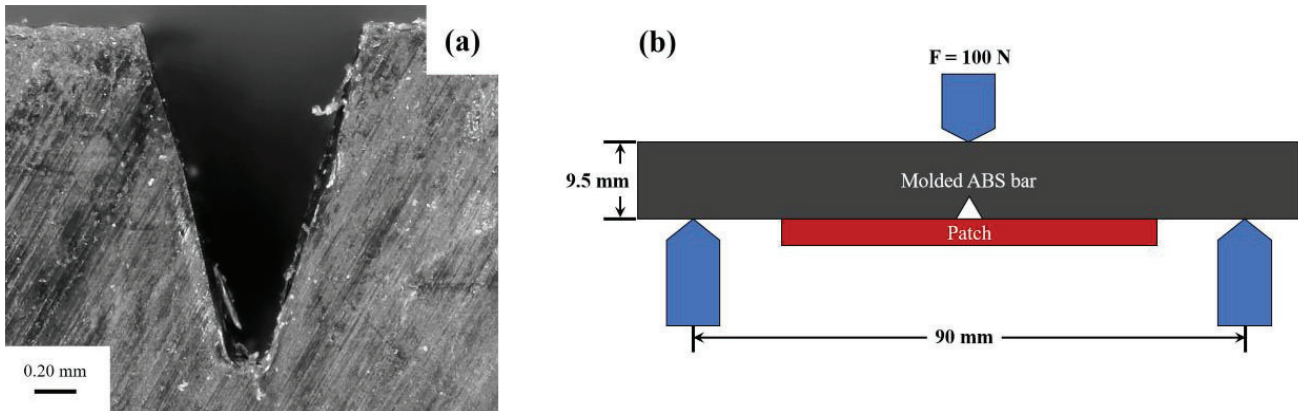 (a)
0.20 mm
(b)
F = 100 N
9.5 mm
Molded ABS bar
Patch
90 mm